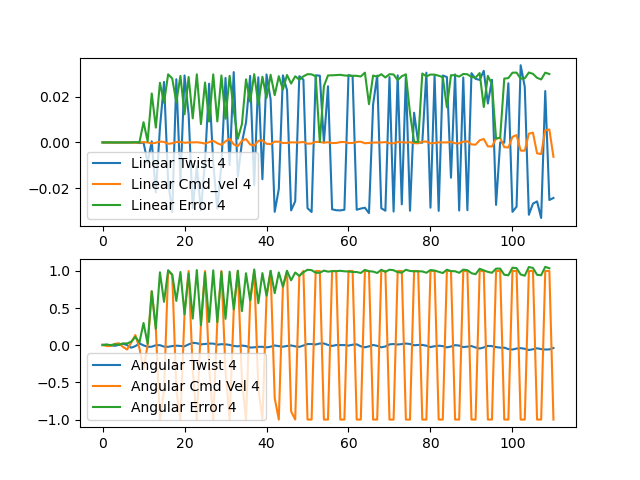 0.02
0.00
−0.02
Linear Twist 4
Linear Cmd_vel 4
Linear Error 4
0 20 40 60 80 100
1.0
0.5
0.0
−0.5
−1.0
Angular Twist 4
Angular Cmd Vel 4
Angular Error 4
0 20 40 60 80 100